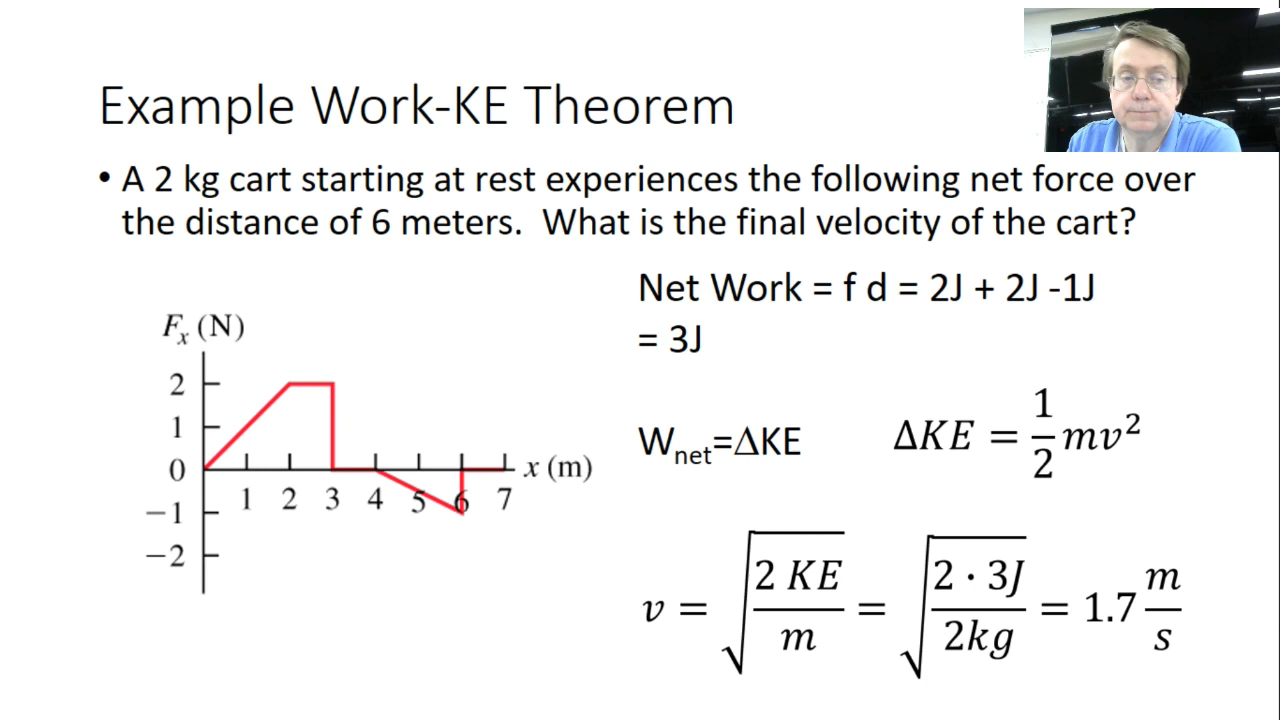 Example Work-KE Theorem
• A 2 kg cart starting at rest experiences the following net force over
the distance of 6 meters.  What is the final velocity of the cart?
Net Work = f d = 2J + 2J -1J
= 3J
F_x (N)
2
1
0
−1
−2
1 2 3 4 5 6 7
x (m)
W_net=ΔKE
ΔKE = 1/2 mv²
v = √(2 KE/m) = √(2 · 3J/2kg) = 1.7 m/s